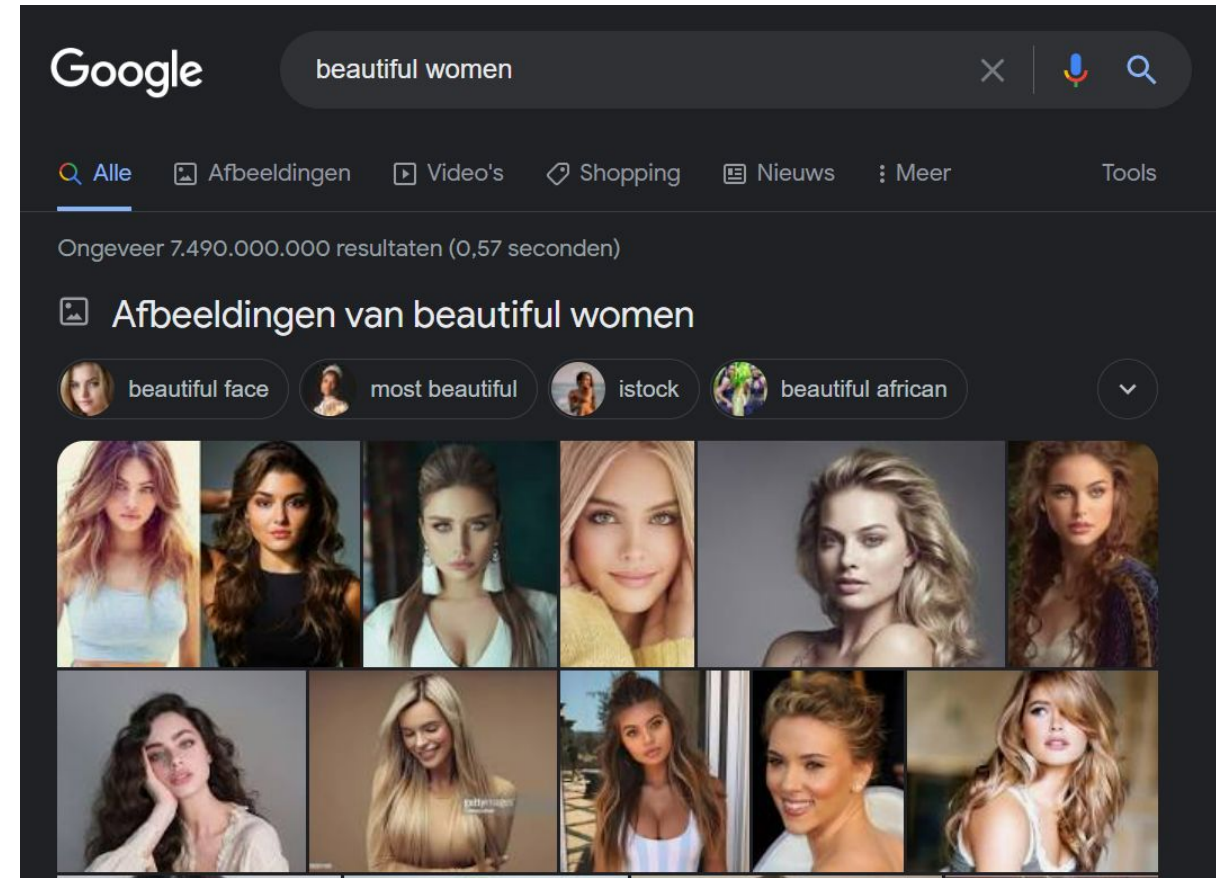 Google beautiful women
Alle Afbeeldingen Video's Shopping Nieuws Meer Tools
Ongeveer 7.490.000.000 resultaten (0,57 seconden)
Afbeeldingen van beautiful women
beautiful face most beautiful istock beautiful african
gettyimages